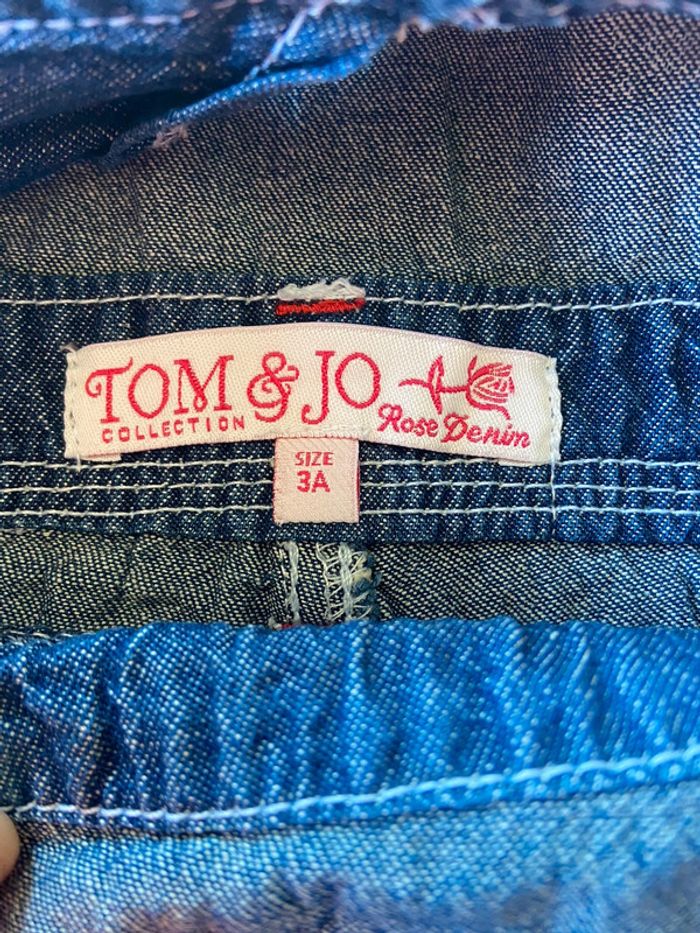 TOM & JO
COLLECTION
Rose Denim
SIZE
3A